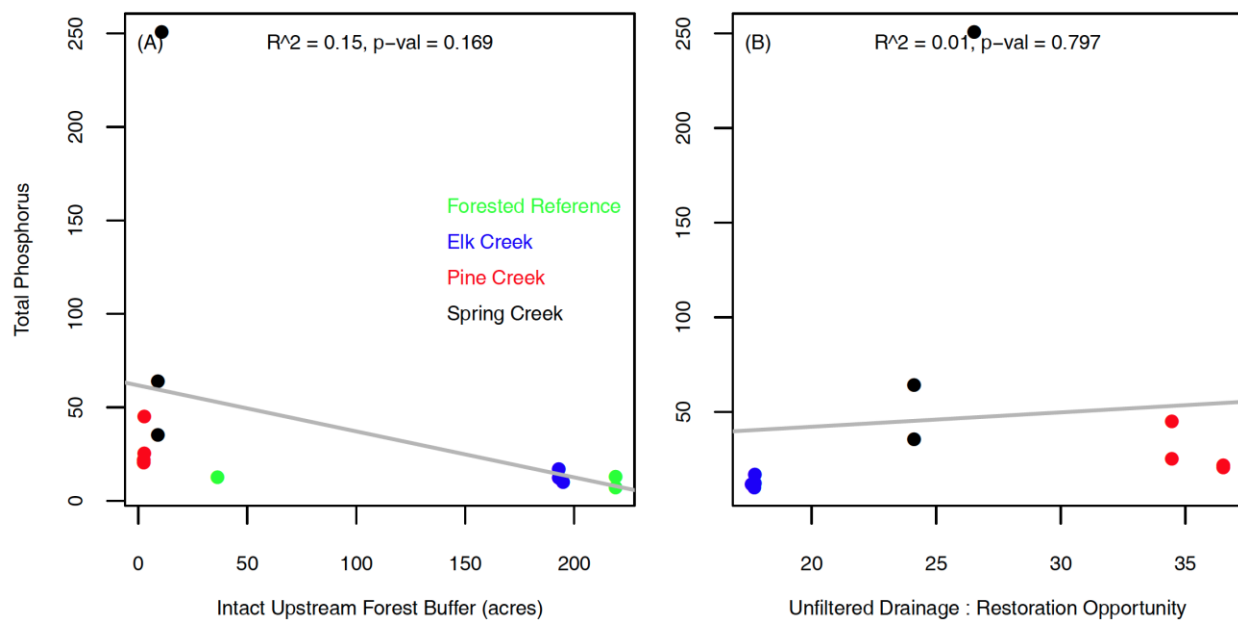 (A)
R^2 = 0.15, p-val = 0.169
Total Phosphorus
250
200
150
100
50
0
Forested Reference
Elk Creek
Pine Creek
Spring Creek
0 50 100 150 200
Intact Upstream Forest Buffer (acres)
(B)
R^2 = 0.01, p-val = 0.797
250
200
150
100
50
20 25 30 35
Unfiltered Drainage : Restoration Opportunity